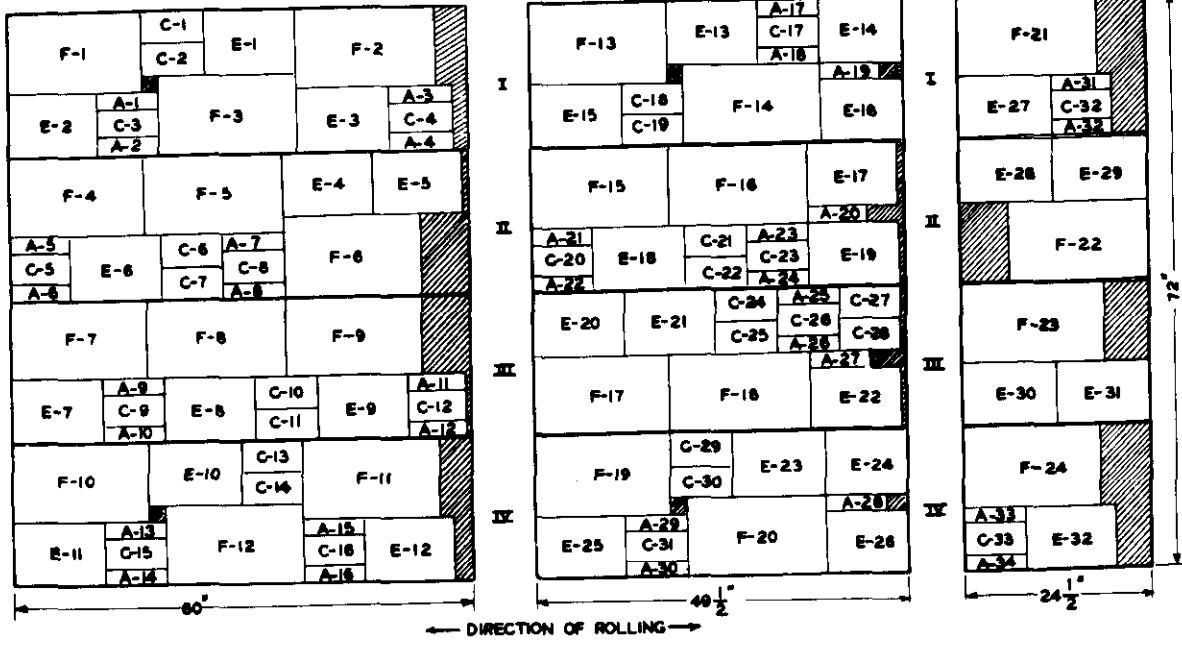 F-1 C-1 C-2 E-1 F-2
E-2 A-1 C-3 A-2 F-3 E-3 A-3 C-4 A-4
F-4 F-5 E-4 E-5
A-5 C-5 A-6 E-6 C-6 C-7 A-7 C-8 A-8 F-6
F-7 F-8 F-9
E-7 A-9 C-9 A-10 E-8 C-10 C-11 E-9 A-11 C-12 A-12
F-10 E-10 C-13 C-14 F-11
E-11 A-13 C-15 A-14 F-12 A-15 C-16 A-16 E-12
60"
I
II
III
IV
F-13 E-13 A-17 C-17 A-18 E-14
E-15 C-18 C-19 F-14 A-19 E-16
F-15 F-16 E-17
A-21 C-20 A-22 E-18 C-21 C-22 A-23 C-23 A-24 A-20 E-19
E-20 E-21 C-24 C-25 A-25 C-26 A-26 C-27 C-28
F-17 F-18 A-27 E-22
F-19 C-29 C-30 E-23 E-24
E-25 A-29 C-31 A-30 F-20 A-28 E-26
49 1/2"
I
II
III
IV
F-21
E-27 A-31 C-32 A-32
E-28 E-29
F-22
F-23
E-30 E-31
F-24
A-33 C-33 A-34 E-32
24 1/2"
72"
DIRECTION OF ROLLING